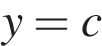 y = c